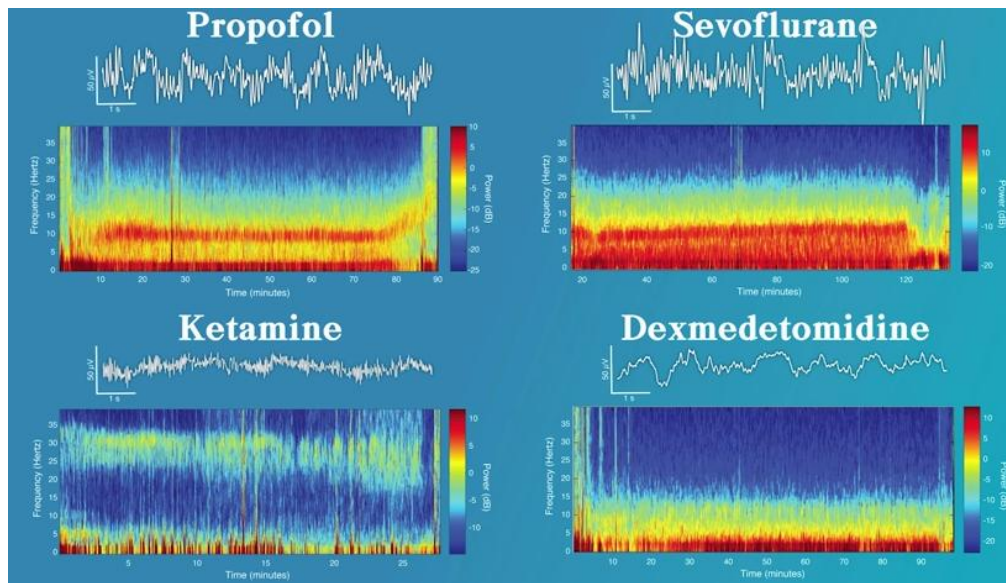 Propofol
50 µV
1 s
Frequency (Hertz)
35
30
25
20
15
10
5
0
10 20 30 40 50 60 70 80 90
Time (minutes)
10
5
0
-5
-10
-15
-20
-25
Power (dB)
Sevoflurane
50 µV
1 s
Frequency (Hertz)
35
30
25
20
15
10
5
0
20 40 60 80 100 120
Time (minutes)
10
0
-10
-20
Power (dB)
Ketamine
50 µV
1 s
Frequency (Hertz)
35
30
25
20
15
10
5
0
5 10 15 20 25
Time (minutes)
10
5
0
-5
-10
Power (dB)
Dexmedetomidine
50 µV
1 s
Frequency (Hertz)
35
30
25
20
15
10
5
0
10 20 30 40 50 60 70 80 90
Time (minutes)
10
5
0
-5
-10
-15
-20
Power (dB)